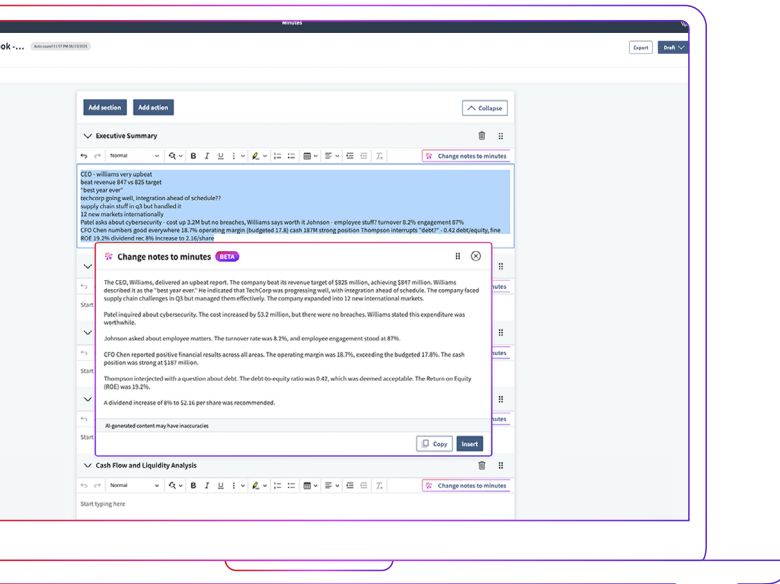 Minutes
ok -...
Auto saved 11:57 PM 06/23/2025
Export
Draft
Add section
Add action
Collapse
Executive Summary
Normal
B I U
Change notes to minutes
CEO - williams very upbeat
beat revenue 847 vs 825 target
"best year ever"
techcorp going well, integration ahead of schedule??
supply chain stuff in q3 but handled it
12 new markets internationally
Patel asks about cybersecurity - cost up 3.2M but no breaches, Williams says worth it Johnson - employee stuff? turnover 8.2% engagement 87%
CFO Chen numbers good everywhere 18.7% operating margin (budgeted 17.8) cash 187M strong position Thompson interrupts "debt?" - 0.42 debt/equity, fine
ROE 19.2% dividend rec 8% increase to 2.16/share
Change notes to minutes
BETA
The CEO, Williams, delivered an upbeat report. The company beat its revenue target of $825 million, achieving $847 million. Williams
described it as the "best year ever." He indicated that TechCorp was progressing well, with integration ahead of schedule. The company faced
supply chain challenges in Q3 but managed them effectively. The company expanded into 12 new international markets.
Patel inquired about cybersecurity. The cost increased by $3.2 million, but there were no breaches. Williams stated this expenditure was
worthwhile.
Johnson asked about employee matters. The turnover rate was 8.2%, and employee engagement stood at 87%.
CFO Chen reported positive financial results across all areas. The operating margin was 18.7%, exceeding the budgeted 17.8%. The cash
position was strong at $187 million.
Thompson interjected with a question about debt. The debt-to-equity ratio was 0.42, which was deemed acceptable. The Return on Equity
(ROE) was 19.2%.
A dividend increase of 8% to $2.16 per share was recommended.
AI-generated content may have inaccuracies
Copy
Insert
nutes
Start
nutes
Start
nutes
Start
Cash Flow and Liquidity Analysis
Normal
B I U
Change notes to minutes
Start typing here